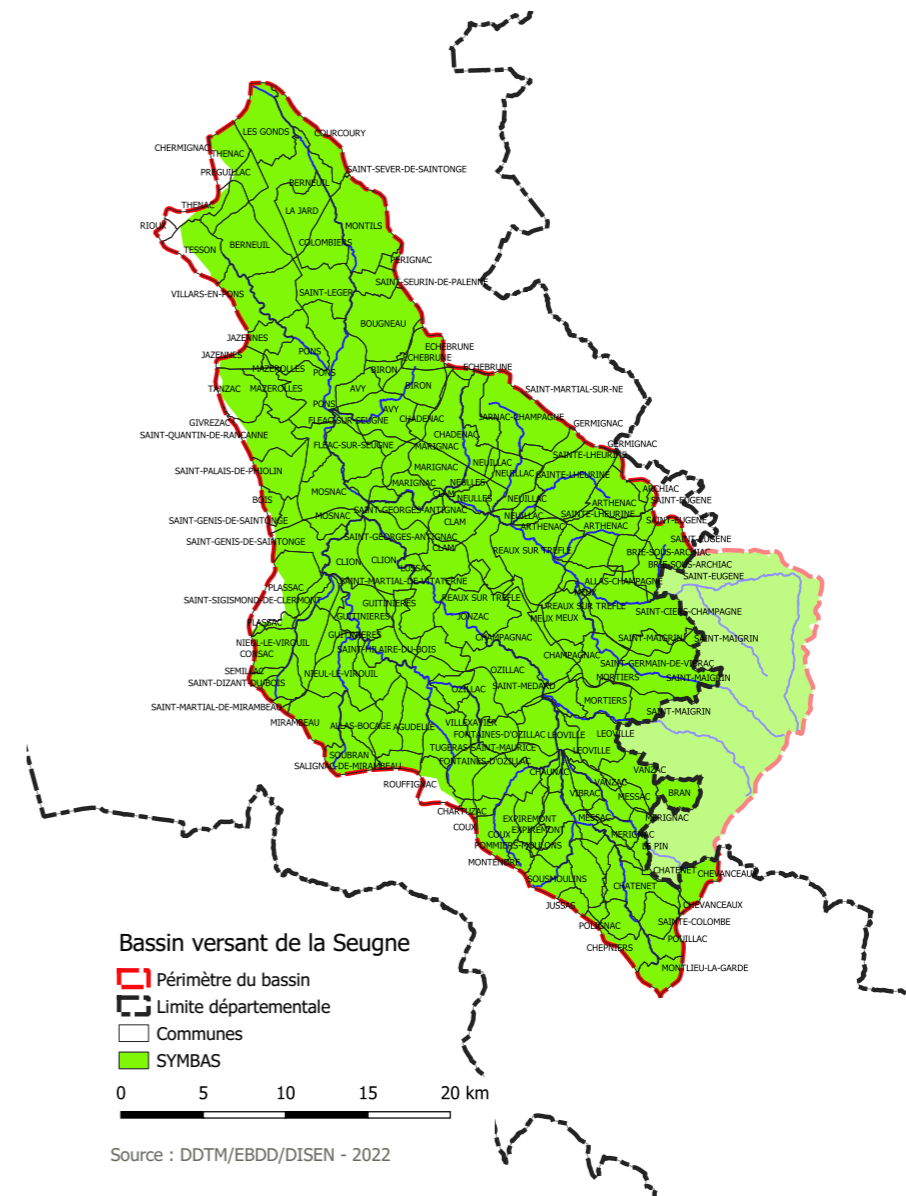 LES GONDS
COURCOURY
CHERMIGNAC
THENAC
SAINT-SEVER-DE-SAINTONGE
PREGUILLAC
BERNEUIL
THENAC
LA JARD
RIOUX
MONTILS
BERNEUIL
COLOMBIERS
TESSON
PERIGNAC
SAINT-SEURIN-DE-PALENNE
VILLARS-EN-PONS
SAINT-LEGER
BOUGNEAU
JAZENNES
ECHEBRUNE
PONS
JAZENNES
ECHEBRUNE
MAZEROLLES
PONS
BIRON
ECHEBRUNE
TANZAC
MAZEROLLES
AVY
BIRON
SAINT-MARTIAL-SUR-NE
PONS
AVY
GIVREZAC
FLEAC-SUR-SEUGNE
CHADENAC
JARNAC-CHAMPAGNE
GERMIGNAC
SAINT-QUANTIN-DE-RANCANNE
CHADENAC
FLEAC-SUR-SEUGNE
MARIGNAC
GERMIGNAC
SAINTE-LHEURINE
SAINT-PALAIS-DE-PHIOLIN
MARIGNAC
NEUILLAC
NEUILLAC
SAINTE-LHEURINE
MARIGNAC
NEULLES
MOSNAC
CLAM
ARCHIAC
BOIS
NEULLES
NEUILLAC
ARTHENAC
SAINT-EUGENE
SAINT-GEORGES-ANTIGNAC
SAINTE-LHEURINE
SAINT-GENIS-DE-SAINTONGE
MOSNAC
CLAM
NEUILLAC
SAINT-EUGENE
ARTHENAC
ARTHENAC
SAINT-GENIS-DE-SAINTONGE
SAINT-GEORGES-ANTIGNAC
SAINT-EUGENE
CLAM
REAUX SUR TREFLE
BRIE-SOUS-ARCHIAC
CLION
CLION
LUSSAC
BRIE-SOUS-ARCHIAC
SAINT-EUGENE
SAINT-MARTIAL-DE-VITATERNE
ALLAS-CHAMPAGNE
PLASSAC
MEUX
SAINT-SIGISMOND-DE-CLERMONT
GUITINIERES
REAUX SUR TREFLE
REAUX SUR TREFLE
SAINT-CIERS-CHAMPAGNE
GUITINIERES
JONZAC
MEUX
MEUX
PLASSAC
GUITINIERES
CHAMPAGNAC
SAINT-MAIGRIN
SAINT-MAIGRIN
NIEUL-LE-VIROUIL
SAINT-HILAIRE-DU-BOIS
CONSAC
CHAMPAGNAC
SAINT-GERMAIN-DE-VIBRAC
SEMILLAC
NIEUL-LE-VIROUIL
OZILLAC
MORTIERS
SAINT-MAIGRIN
SAINT-DIZANT-DU-BOIS
OZILLAC
SAINT-MEDARD
MORTIERS
SAINT-MARTIAL-DE-MIRAMBEAU
SAINT-MAIGRIN
MIRAMBEAU
ALLAS-BOCAGE
AGUDELLE
VILLEXAVIER
FONTAINES-D'OZILLAC
LEOVILLE
LEOVILLE
TUGERAS-SAINT-MAURICE
LEOVILLE
SOUBRAN
SALIGNAC-DE-MIRAMBEAU
FONTAINES-D'OZILLAC
CHAUNAC
VANZAC
ROUFFIGNAC
VANZAC
VIBRAC
MESSAC
BRAN
CHARTUZAC
EXPIREMONT
MESSAC
MERIGNAC
COUX
COUX
EXPIREMONT
MERIGNAC
POMMIERS-MOULONS
LE PIN
MONTENDRE
CHATENET
CHEVANCEAUX
SOUSMOULINS
CHATENET
JUSSAS
CHEVANCEAUX
POLIGNAC
SAINTE-COLOMBE
CHEPNIERS
POUILLAC
MONTLIEU-LA-GARDE
Bassin versant de la Seugne
Périmètre du bassin
Limite départementale
Communes
SYMBAS
0 5 10 15 20 km
Source : DDTM/EBDD/DISEN - 2022